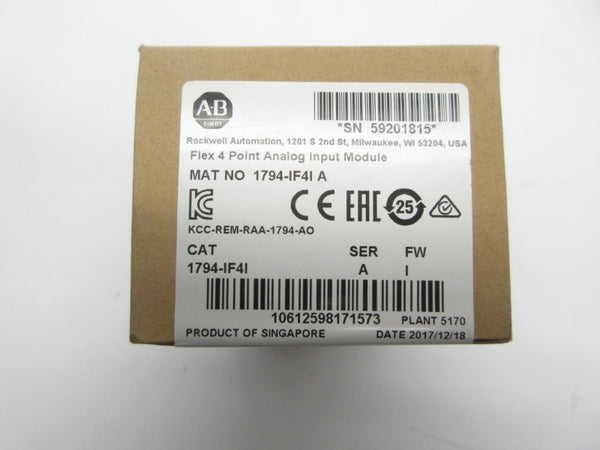 A-B
QUALITY
*SN 59201815*
Rockwell Automation, 1201 S 2nd St, Milwaukee, WI 53204, USA
Flex 4 Point Analog Input Module
MAT NO 1794-IF4I A
CE EAC 25
KCC-REM-RAA-1794-AO
CAT SER FW
1794-IF4I A I
10612598171573 PLANT 5170
PRODUCT OF SINGAPORE DATE 2017/12/18